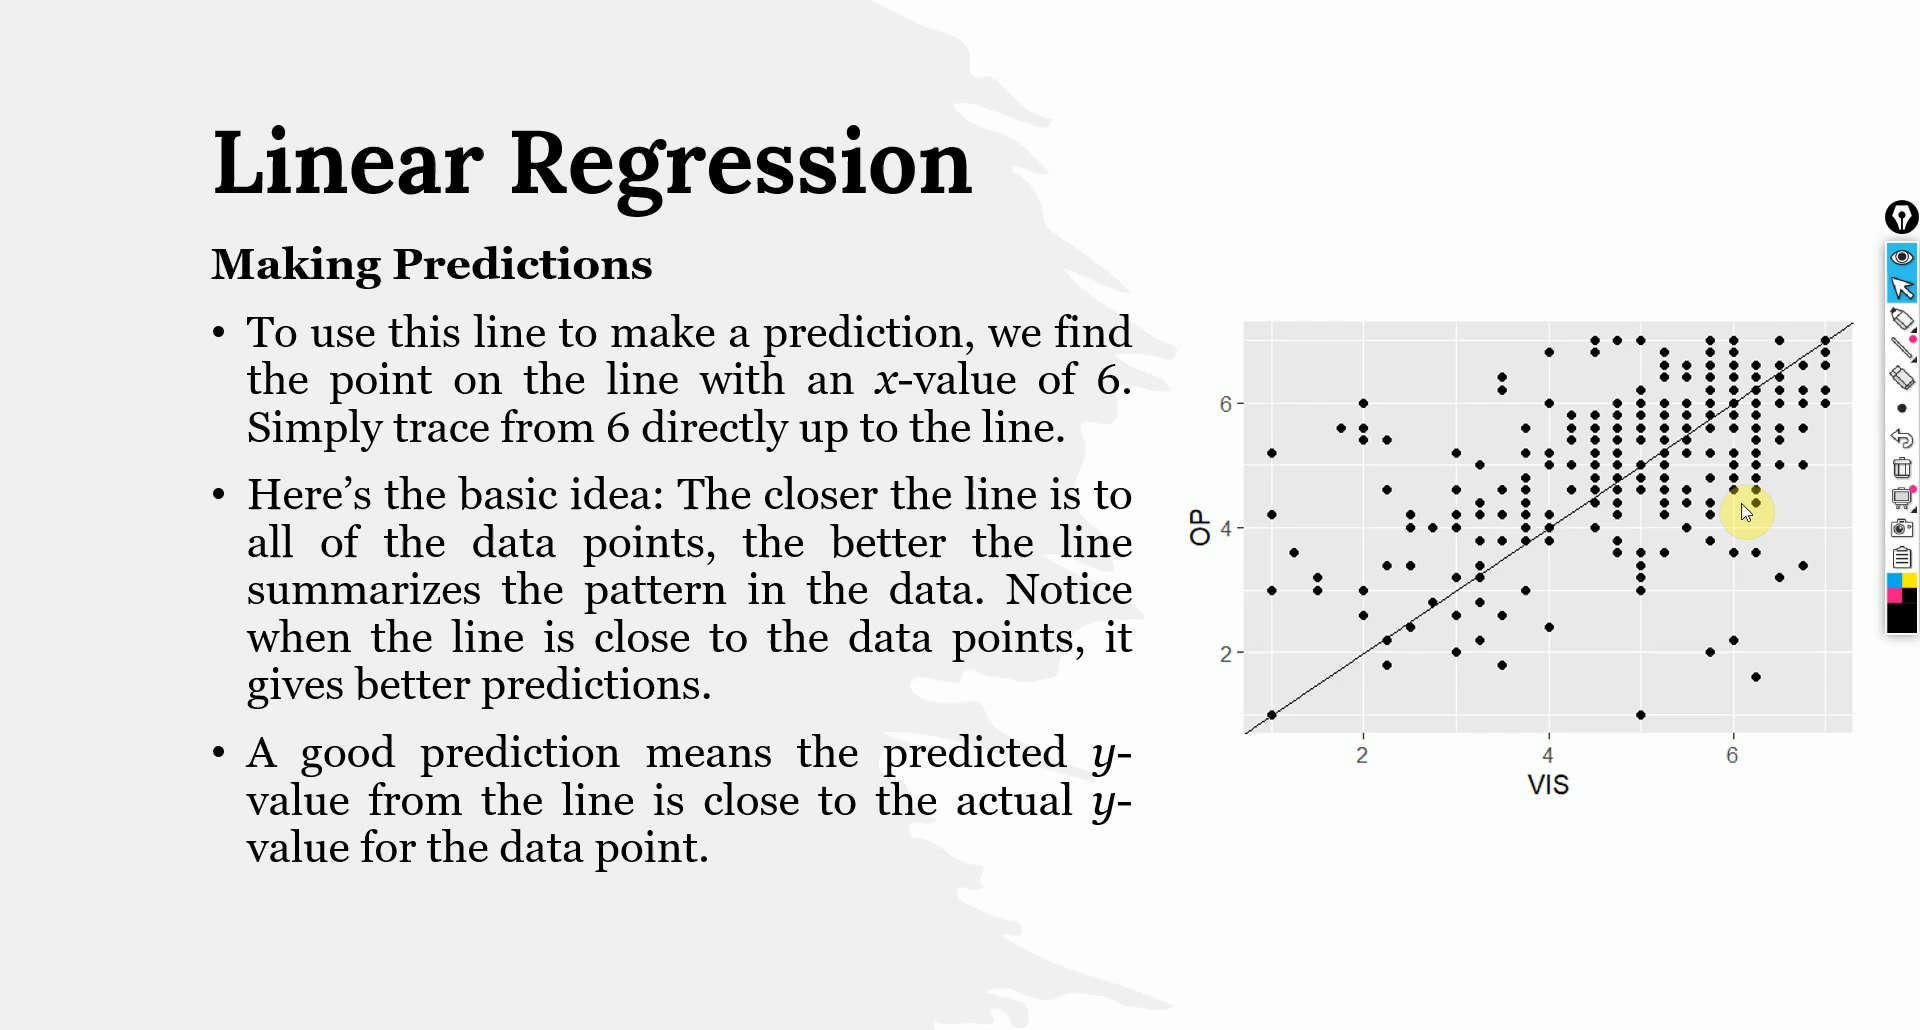 Linear Regression
Making Predictions
• To use this line to make a prediction, we find
the point on the line with an x-value of 6.
Simply trace from 6 directly up to the line.
• Here’s the basic idea: The closer the line is to
all of the data points, the better the line
summarizes the pattern in the data. Notice
when the line is close to the data points, it
gives better predictions.
• A good prediction means the predicted y-
value from the line is close to the actual y-
value for the data point.
6
4
2
OP
2 4 6
VIS